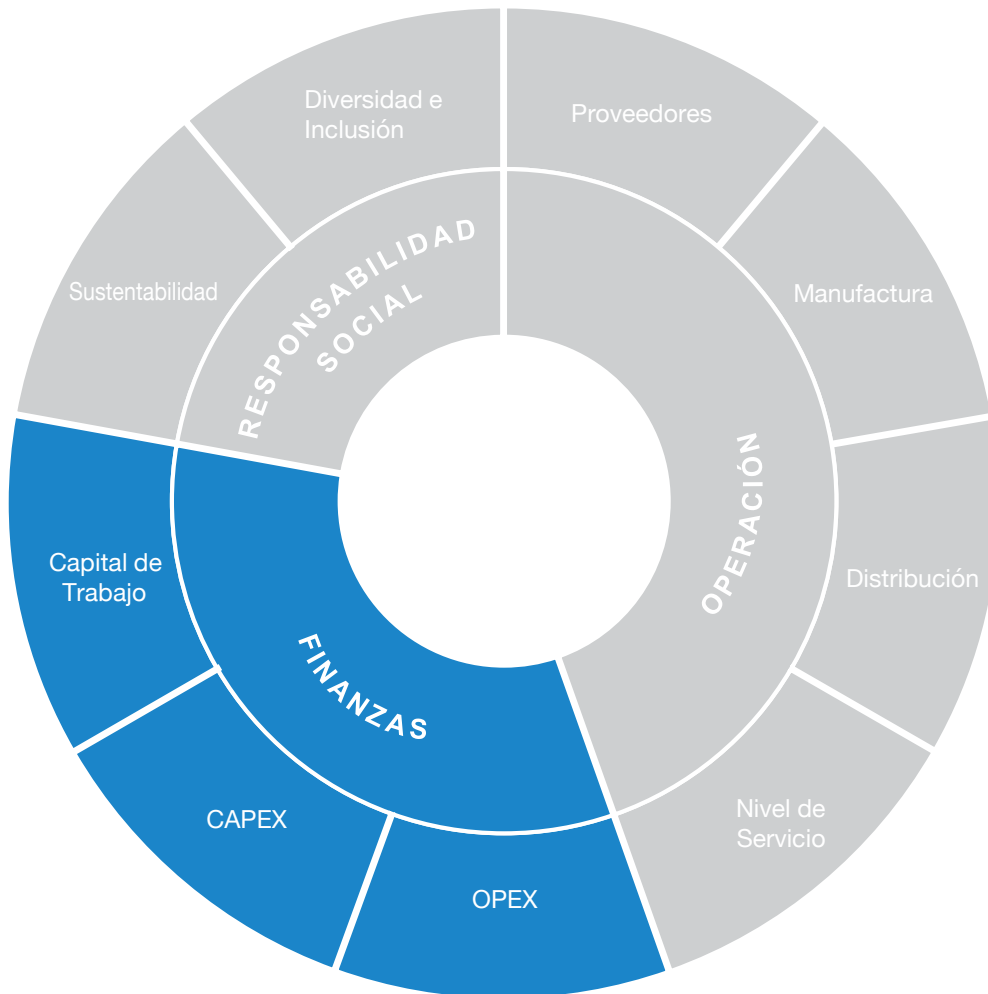 Diversidad e
Inclusión
Proveedores
Sustentabilidad
Manufactura
RESPONSABILIDAD
SOCIAL
OPERACIÓN
Capital de
Trabajo
Distribución
FINANZAS
CAPEX
Nivel de
Servicio
OPEX